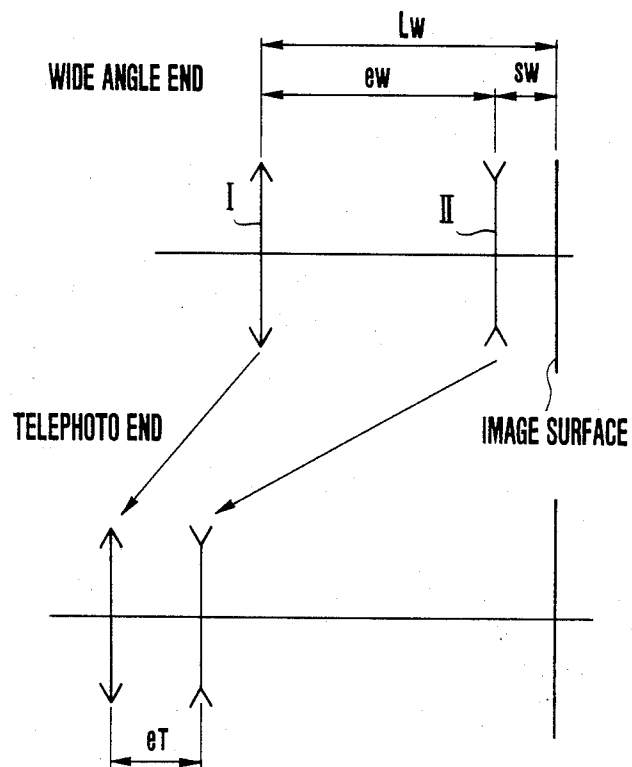 Lw
WIDE ANGLE END
ew
sw
I
II
TELEPHOTO END
IMAGE SURFACE
eT